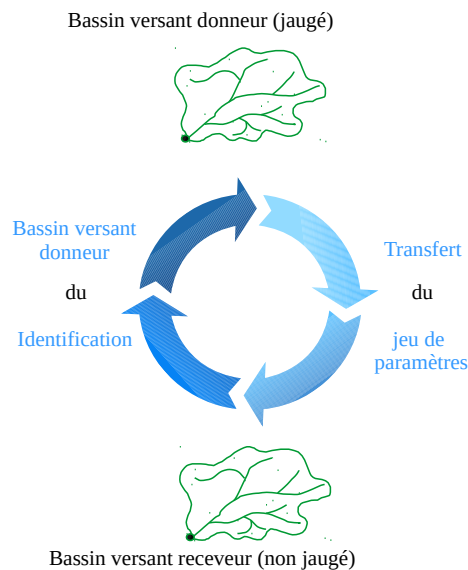 Bassin versant donneur (jaugé)
Bassin versant
donneur
du
Identification
Transfert
du
jeu de
paramètres
Bassin versant receveur (non jaugé)